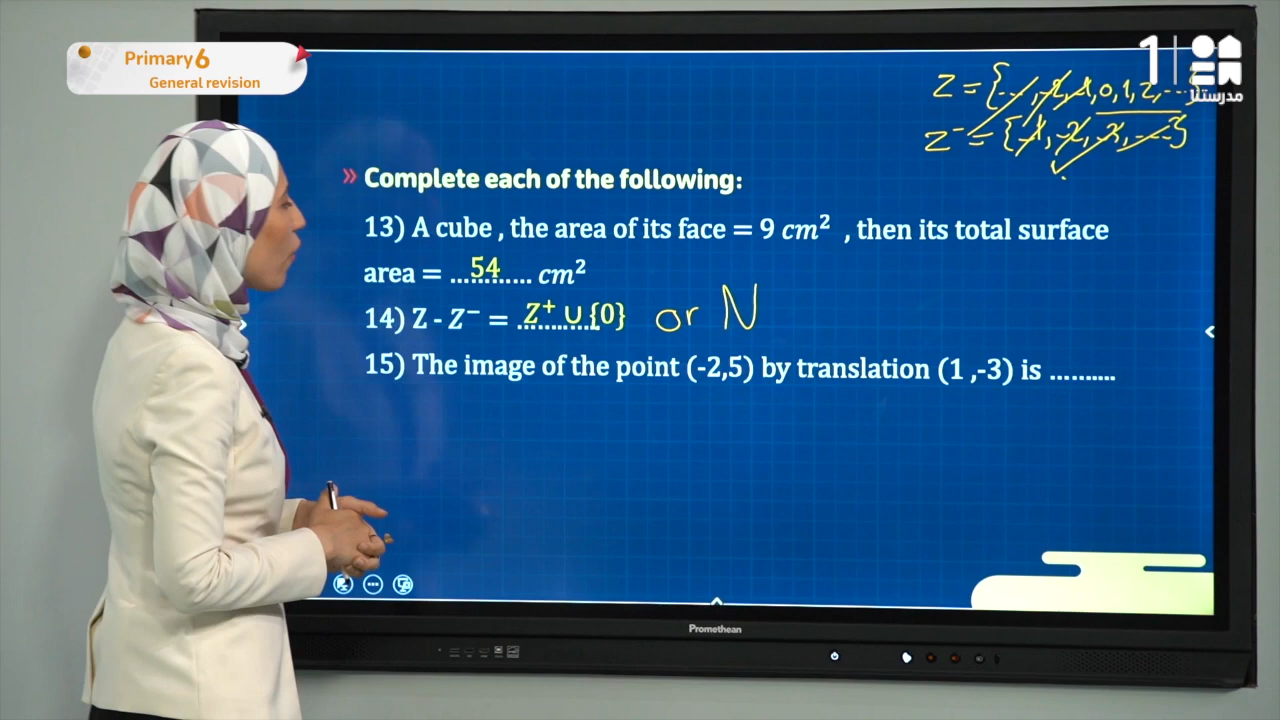 Primary 6
General revision
1
مدرستنا
Z = {..., -2, -1, 0, 1, 2, ...}
Z⁻ = {-1, -2, -3, ...}
» Complete each of the following:
13) A cube , the area of its face = 9 cm² , then its total surface
area = ...54... cm²
14) Z - Z⁻ = Z⁺ ∪ {0} or N
15) The image of the point (-2,5) by translation (1 ,-3) is ..........
Promethean